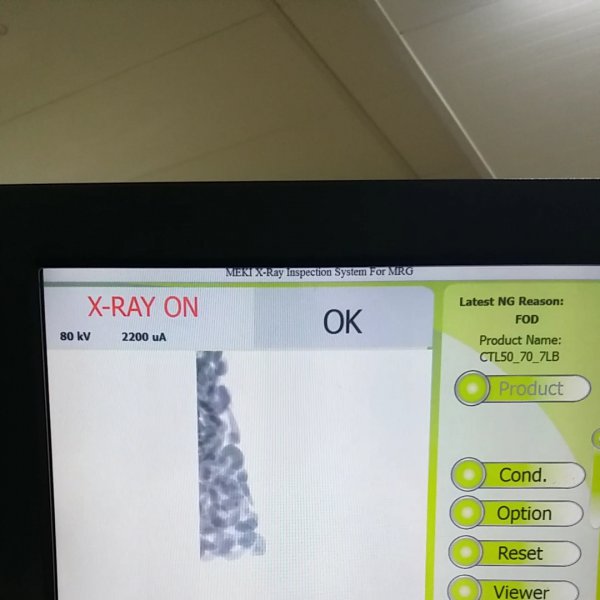 MEKI X-Ray Inspection System For MRG
X-RAY ON
80 kV 2200 uA
OK
Latest NG Reason:
FOD
Product Name:
CTL50_70_7LB
Product
Cond.
Option
Reset
Viewer